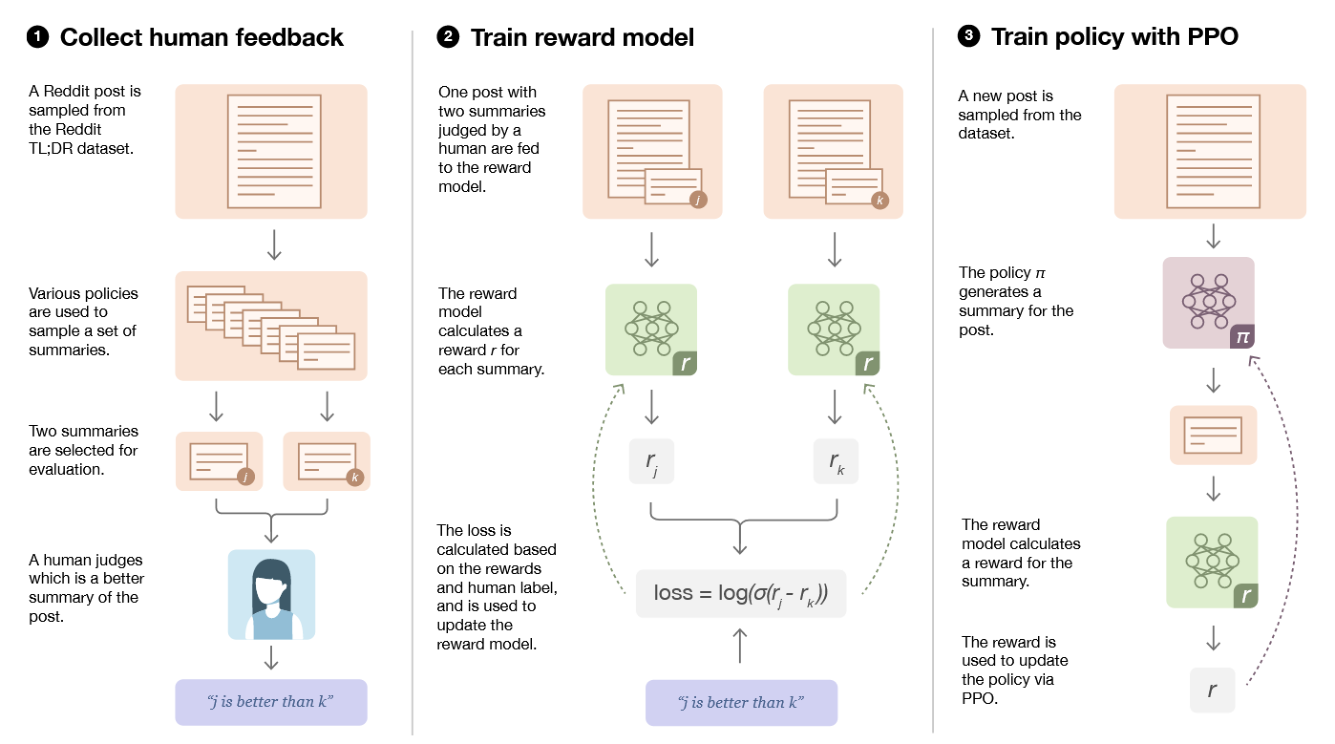 1 Collect human feedback
A Reddit post is
sampled from
the Reddit
TL;DR dataset.
Various policies
are used to
sample a set of
summaries.
Two summaries
are selected for
evaluation.
j
k
A human judges
which is a better
summary of the
post.
“j is better than k”
2 Train reward model
One post with
two summaries
judged by a
human are fed
to the reward
model.
j
k
The reward
model
calculates a
reward r for
each summary.
r
r
rj
rk
The loss is
calculated based
on the rewards
and human label,
and is used to
update the
reward model.
loss = log(σ(rj - rk))
“j is better than k”
3 Train policy with PPO
A new post is
sampled from the
dataset.
The policy π
generates a
summary for the
post.
π
The reward
model calculates
a reward for the
summary.
r
The reward is
used to update
the policy via
PPO.
r